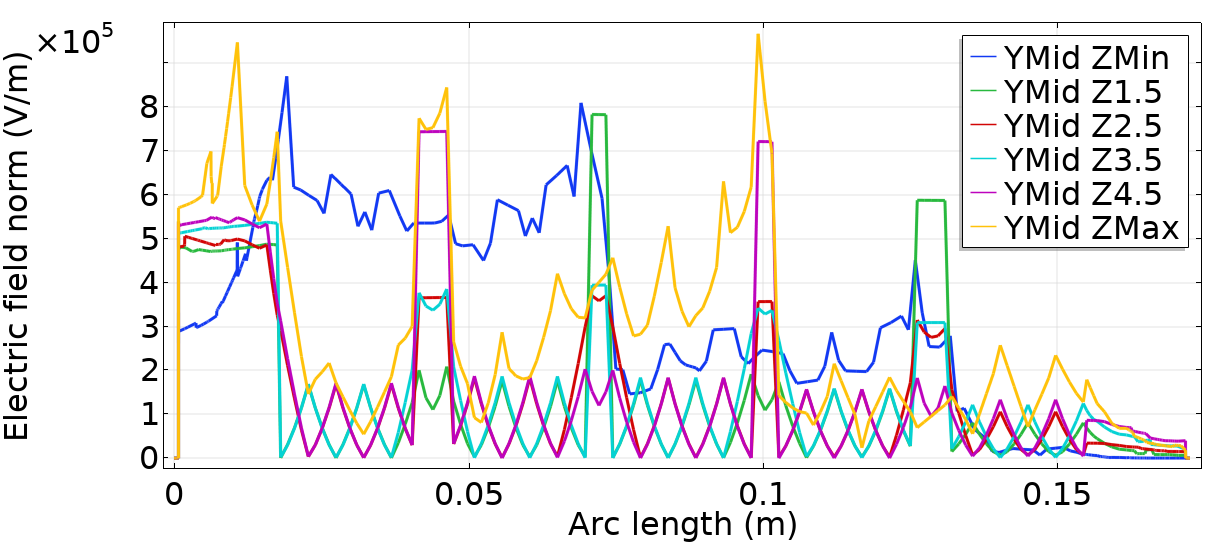 ×10⁵
Electric field norm (V/m)
8
7
6
5
4
3
2
1
0
0
0.05
0.1
0.15
Arc length (m)
YMid ZMin
YMid Z1.5
YMid Z2.5
YMid Z3.5
YMid Z4.5
YMid ZMax